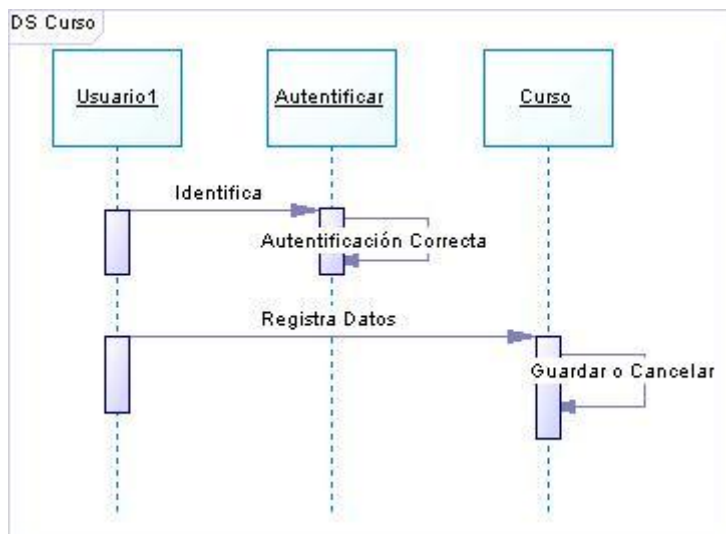 DS Curso
Usuario1
Autentificar
Curso
Identifica
Autentificación Correcta
Registra Datos
Guardar o Cancelar